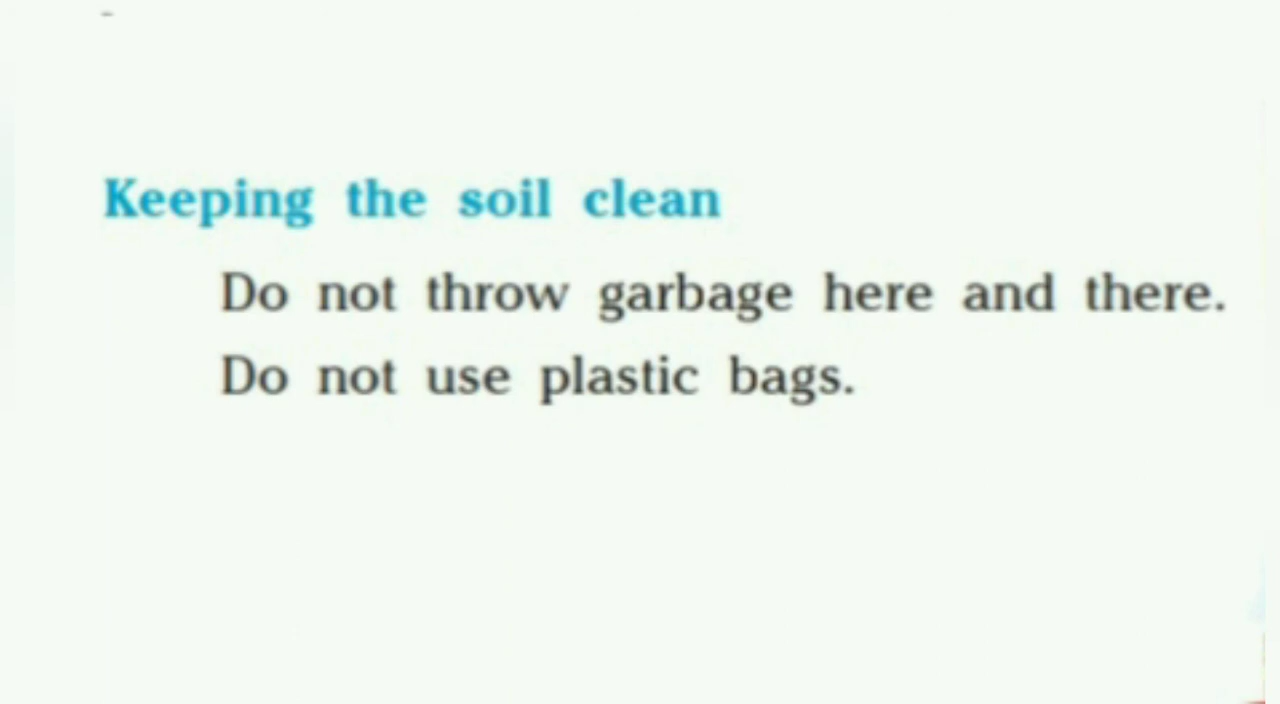 Keeping the soil clean
Do not throw garbage here and there.
Do not use plastic bags.